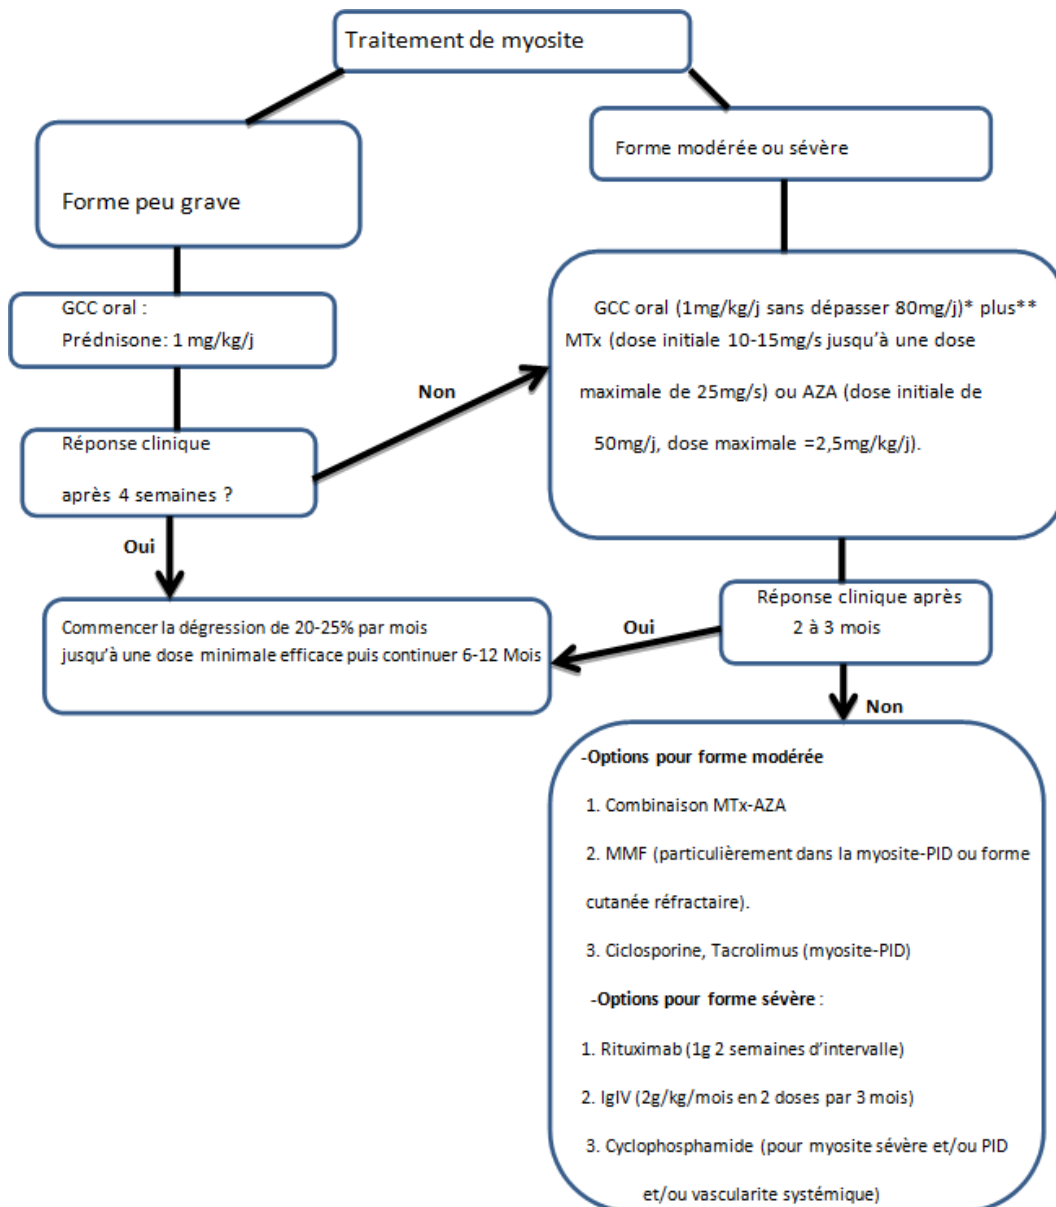 Traitement de myosite
Forme peu grave
Forme modérée ou sévère
GCC oral :
Prédnisone: 1 mg/kg/j
GCC oral (1mg/kg/j sans dépasser 80mg/j)* plus**
MTx (dose initiale 10-15mg/s jusqu’à une dose
maximale de 25mg/s) ou AZA (dose initiale de
50mg/j, dose maximale =2,5mg/kg/j).
Non
Réponse clinique
après 4 semaines ?
Oui
Réponse clinique après
2 à 3 mois
Oui
Commencer la dégression de 20-25% par mois
jusqu’à une dose minimale efficace puis continuer 6-12 Mois
Non
-Options pour forme modérée
1. Combinaison MTx-AZA
2. MMF (particulièrement dans la myosite-PID ou forme
cutanée réfractaire).
3. Ciclosporine, Tacrolimus (myosite-PID)
-Options pour forme sévère :
1. Rituximab (1g 2 semaines d’intervalle)
2. IgIV (2g/kg/mois en 2 doses par 3 mois)
3. Cyclophosphamide (pour myosite sévère et/ou PID
et/ou vascularite systémique)